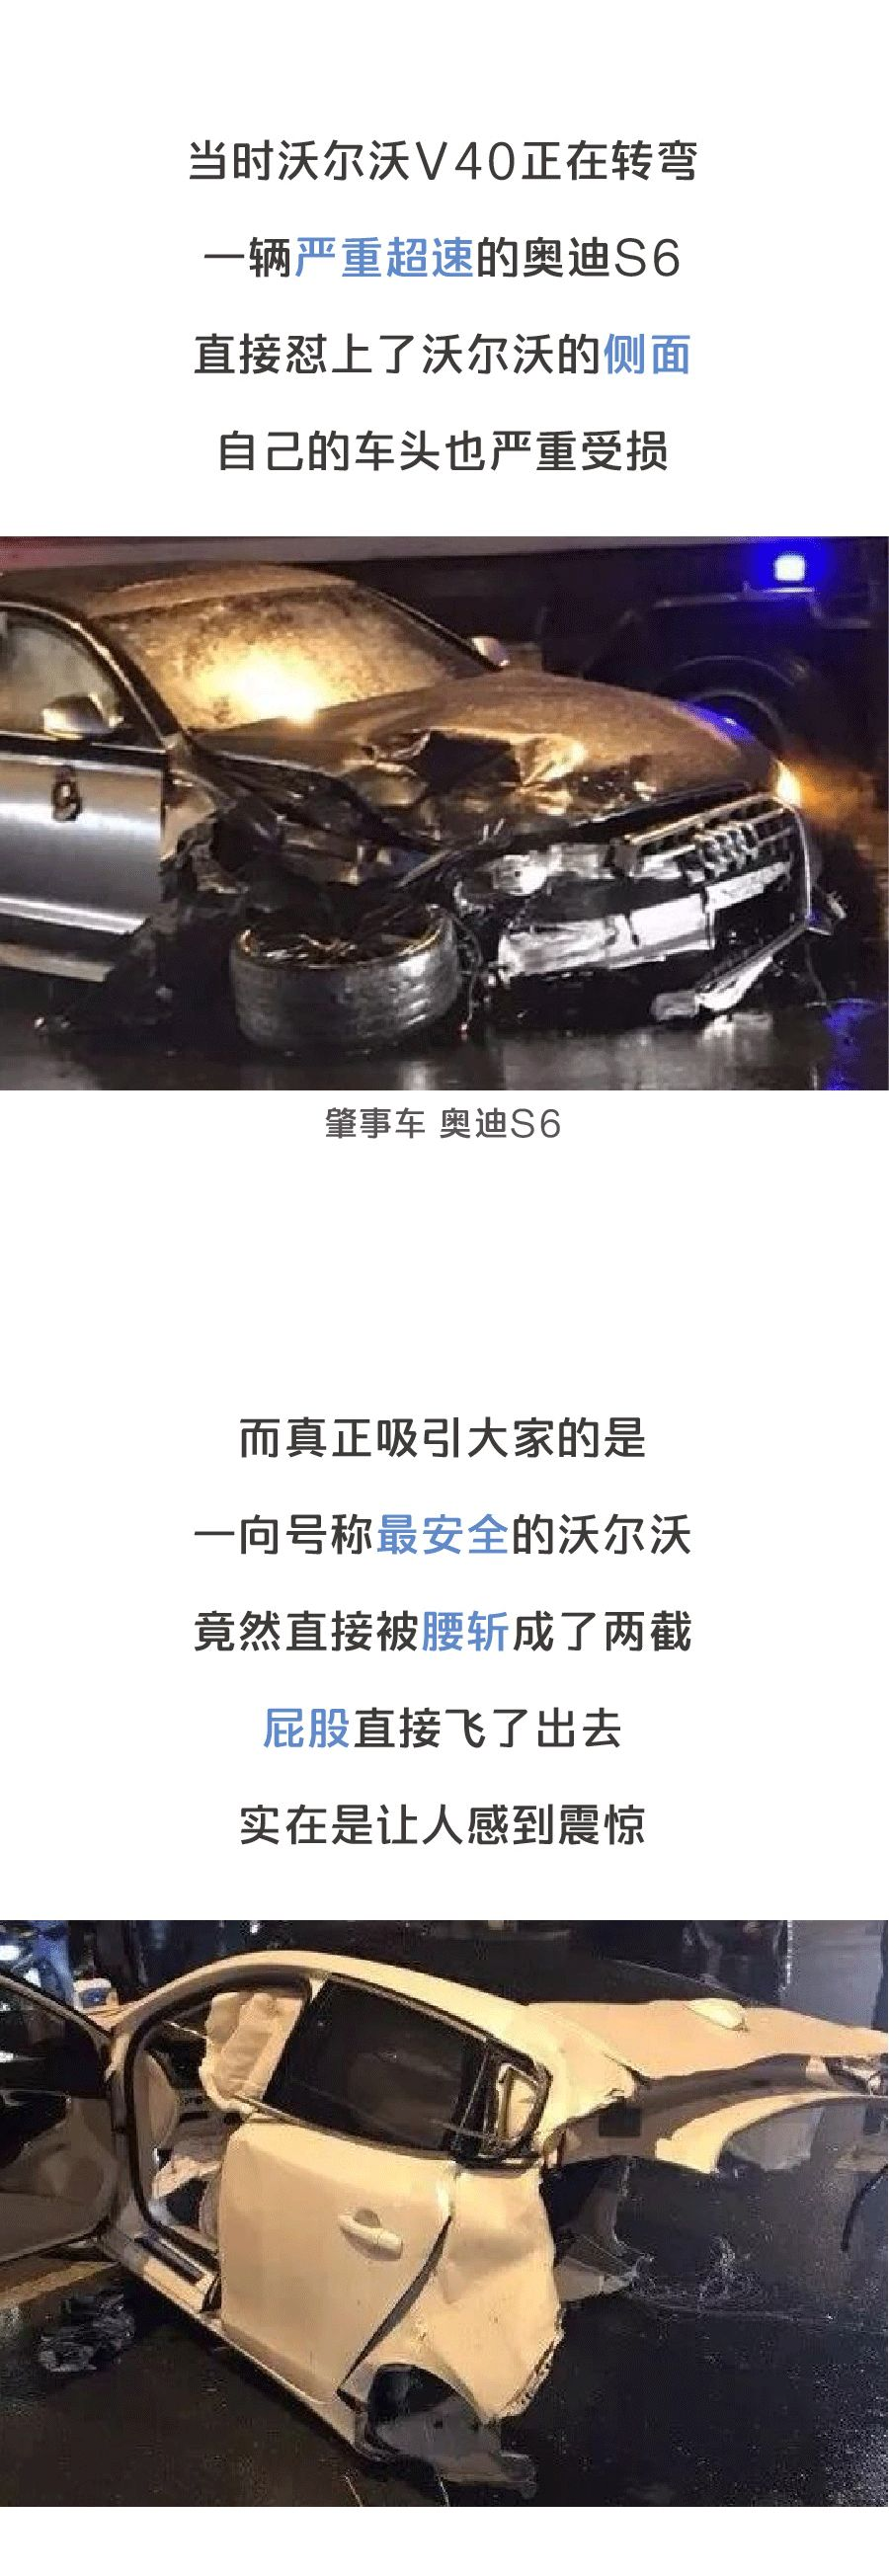 当时沃尔沃V40正在转弯
一辆严重超速的奥迪S6
直接怼上了沃尔沃的侧面
自己的车头也严重受损
肇事车 奥迪S6
而真正吸引大家的是
一向号称最安全的沃尔沃
竟然直接被腰斩成了两截
屁股直接飞了出去
实在是让人感到震惊